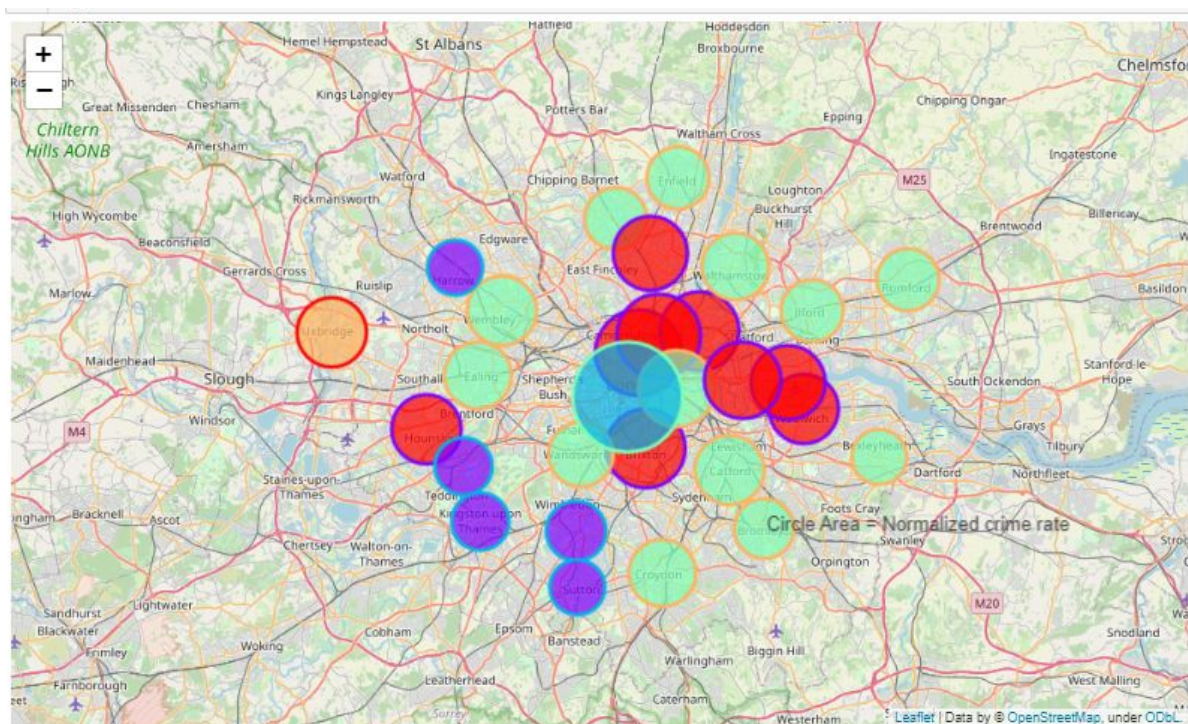 Hoddesdon
Hatfield
Harlow
Hemel Hempstead
St Albans
Broxbourne
+
−
Chelmsfo
Great Missenden
Chesham
Kings Langley
Potters Bar
Chipping Ongar
Epping
Chiltern
Hills AONB
Amersham
Waltham Cross
Ingatestone
Watford
Chipping Barnet
Enfield
M25
Loughton
Buckhurst
Hill
High Wycombe
Rickmansworth
Brentwood
Billericay
Beaconsfield
Edgware
East Finchley
Walthamstow
Gerrards Cross
Harrow
Romford
Basildon
Marlow
Ruislip
Ilford
Uxbridge
Northolt
Wembley
Maidenhead
Slough
Southall
Ealing
Shepherd's
Bush
South Ockendon
Stanford-le
Hope
Windsor
Brentford
Woolwich
M4
Hounslow
Grays
Tilbury
Wandsworth
Brixton
Lewisham
Catford
Bexleyheath
Dartford
Northfleet
Staines-upon
Thames
Teddington
Sydenham
Bracknell
Ascot
Kingston upon
Thames
Wimbledon
Foots Cray
Circle Area = Normalized crime rate
Bromley
Swanley
Chertsey
Walton-on-
Thames
Orpington
Croydon
Sutton
Sandhurst
Lightwater
M20
Blackwater
Cobham
Epsom
Banstead
Snodland
Frimley
Woking
Biggin Hill
Warlingham
Leatherhead
Farnborough
West Malling
Caterham
Westerham
Leaflet | Data by © OpenStreetMap, under ODbL.